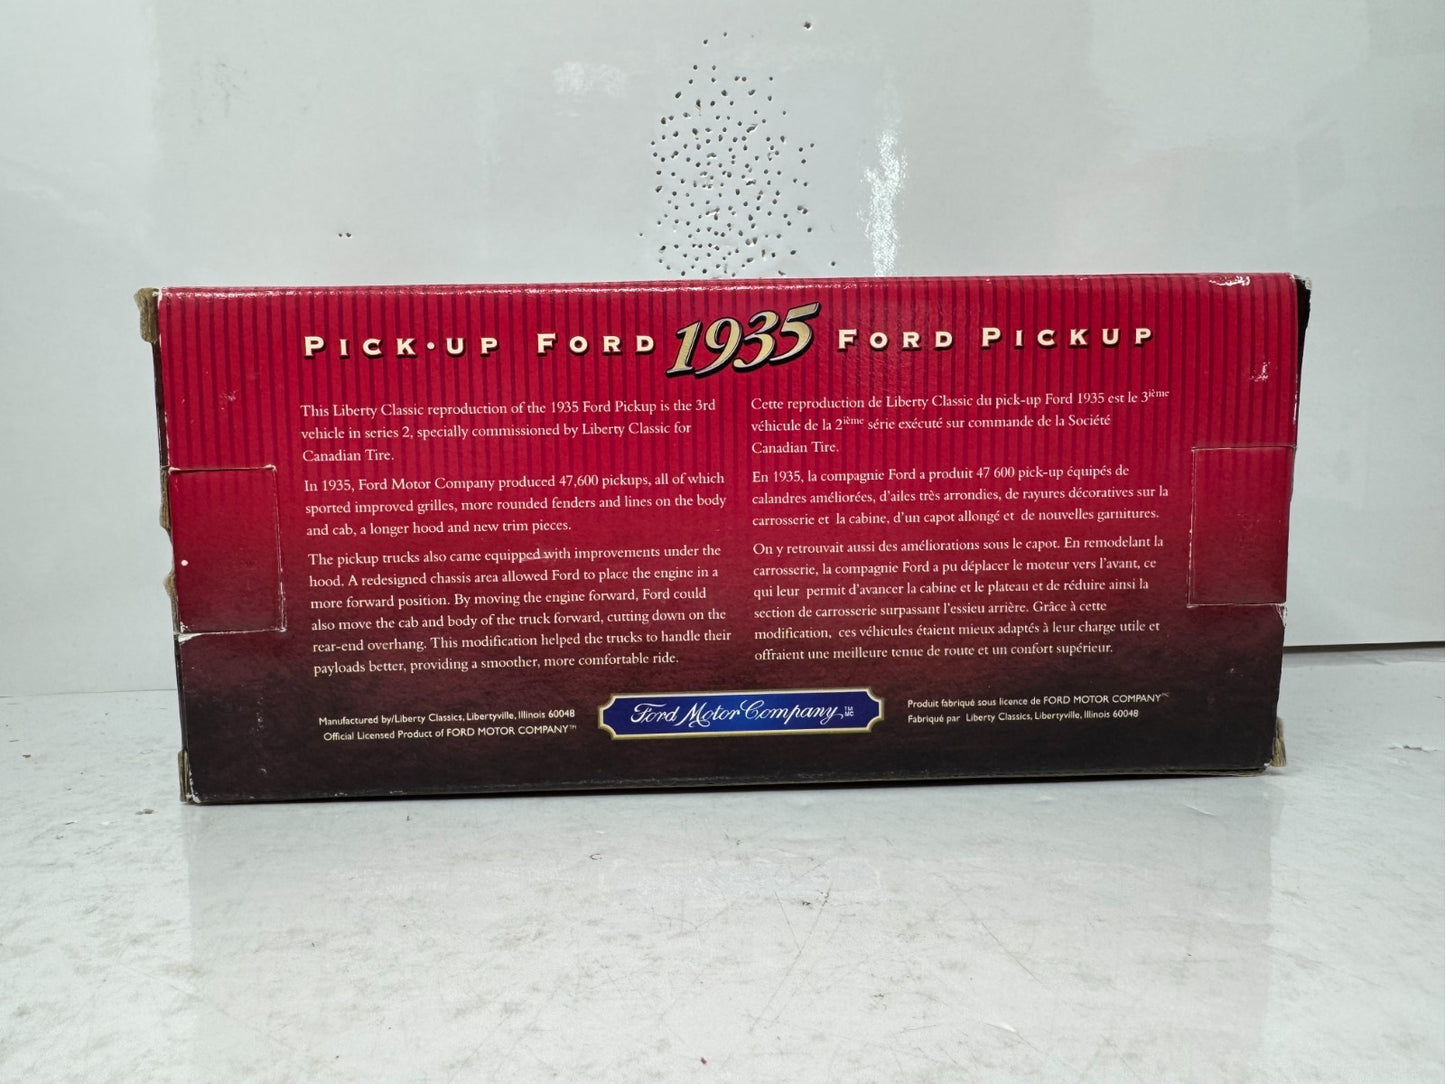 PICK•UP FORD 1935 FORD PICKUP
This Liberty Classic reproduction of the 1935 Ford Pickup is the 3rd
vehicle in series 2, specially commissioned by Liberty Classic for
Canadian Tire.
In 1935, Ford Motor Company produced 47,600 pickups, all of which
sported improved grilles, more rounded fenders and lines on the body
and cab, a longer hood and new trim pieces.
The pickup trucks also came equipped with improvements under the
hood. A redesigned chassis area allowed Ford to place the engine in a
more forward position. By moving the engine forward, Ford could
also move the cab and body of the truck forward, cutting down on the
rear-end overhang. This modification helped the trucks to handle their
payloads better, providing a smoother, more comfortable ride.
Cette reproduction de Liberty Classic du pick-up Ford 1935 est le 3ième
véhicule de la 2ième série exécuté sur commande de la Société
Canadian Tire.
En 1935, la compagnie Ford a produit 47 600 pick-up équipés de
calandres améliorées, d'ailes très arrondies, de rayures décoratives sur la
carrosserie et la cabine, d'un capot allongé et de nouvelles garnitures.
On y retrouvait aussi des améliorations sous le capot. En remodelant la
carrosserie, la compagnie Ford a pu déplacer le moteur vers l'avant, ce
qui leur permit d'avancer la cabine et le plateau et de réduire ainsi la
section de carrosserie surpassant l'essieu arrière. Grâce à cette
modification, ces véhicules étaient mieux adaptés à leur charge utile et
offraient une meilleure tenue de route et un confort supérieur.
Manufactured by/Liberty Classics, Libertyville, Illinois 60048
Official Licensed Product of FORD MOTOR COMPANY™
Ford Motor Company TM MC
Produit fabriqué sous licence de FORD MOTOR COMPANY MC
Fabriqué par Liberty Classics, Libertyville, Illinois 60048